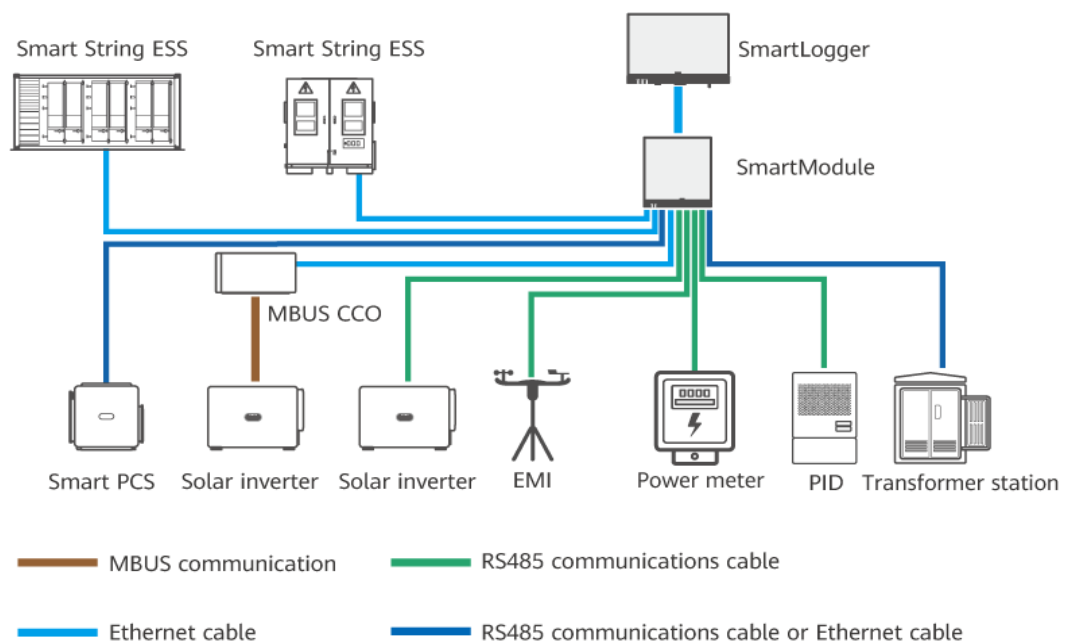 Smart String ESS
Smart String ESS
SmartLogger
SmartModule
MBUS CCO
Smart PCS
Solar inverter
Solar inverter
EMI
Power meter
PID
Transformer station
MBUS communication
RS485 communications cable
Ethernet cable
RS485 communications cable or Ethernet cable